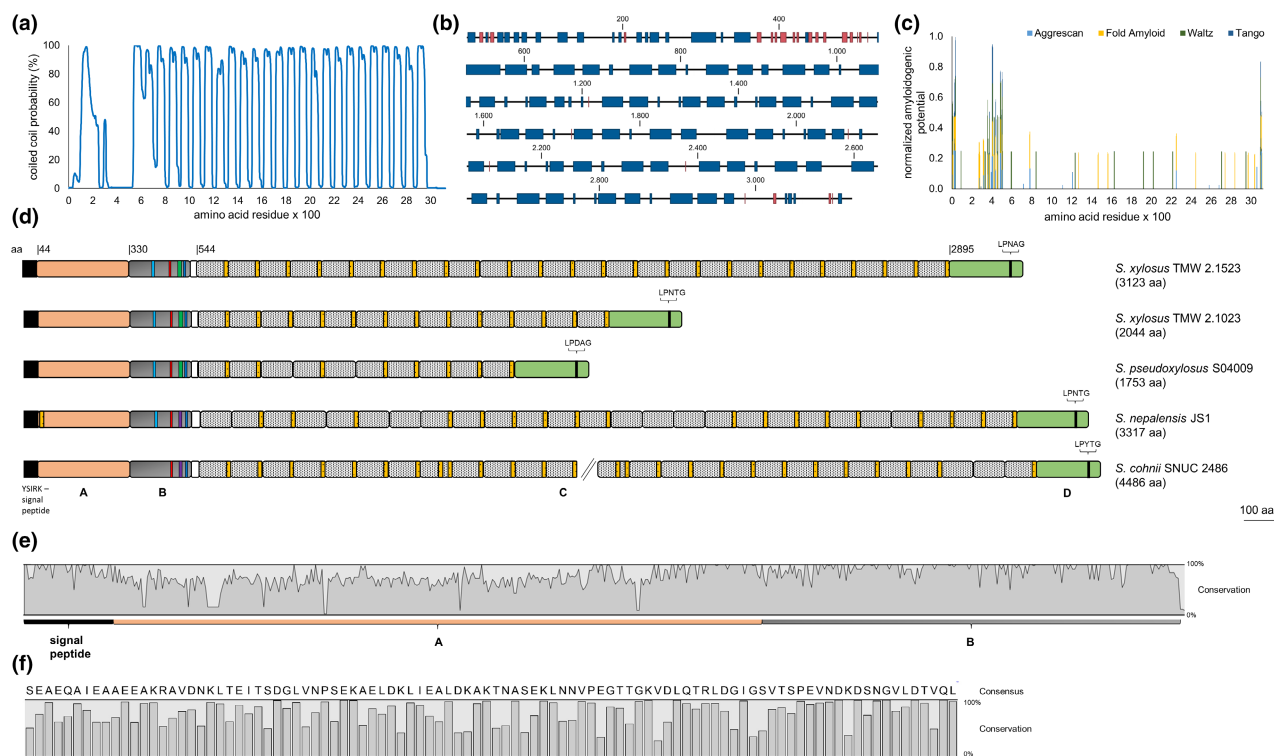 (a)
coiled coil probability (%)
100
80
60
40
20
0
0 2 4 6 8 10 12 14 16 18 20 22 24 26 28 30
amino acid residue x 100
(b)
200 400
600 800 1.000
1.200 1.400
1.600 1.800 2.000
2.200 2.400 2.600
2.800 3.000
(c)
Aggrescan Fold Amyloid Waltz Tango
normalized amyloidogenic potential
1.0
0.8
0.6
0.4
0.2
0.0
0 2 4 6 8 10 12 14 16 18 20 22 24 26 28 30
amino acid residue x 100
(d)
aa |44 |330 |544 |2895 LPNAG
S. xylosus TMW 2.1523
(3123 aa)
LPNTG
S. xylosus TMW 2.1023
(2044 aa)
LPDAG
S. pseudoxylosus S04009
(1753 aa)
LPNTG
S. nepalensis JS1
(3317 aa)
LPYTG
S. cohnii SNUC 2486
(4486 aa)
YSIRK –
signal
peptide
A B C D
100 aa
(e)
100%
Conservation
0%
signal
peptide
A B
(f)
SEAEQAIEAAEEAKRAVDNKLTEITSDGLVNPSEKAELDKLIEALDKAKTNASEKLNNVPEGTTGKVDLQTRLDGIGSVTSPEVNDKDSNGVLDTVQL Consensus
100%
Conservation
0%